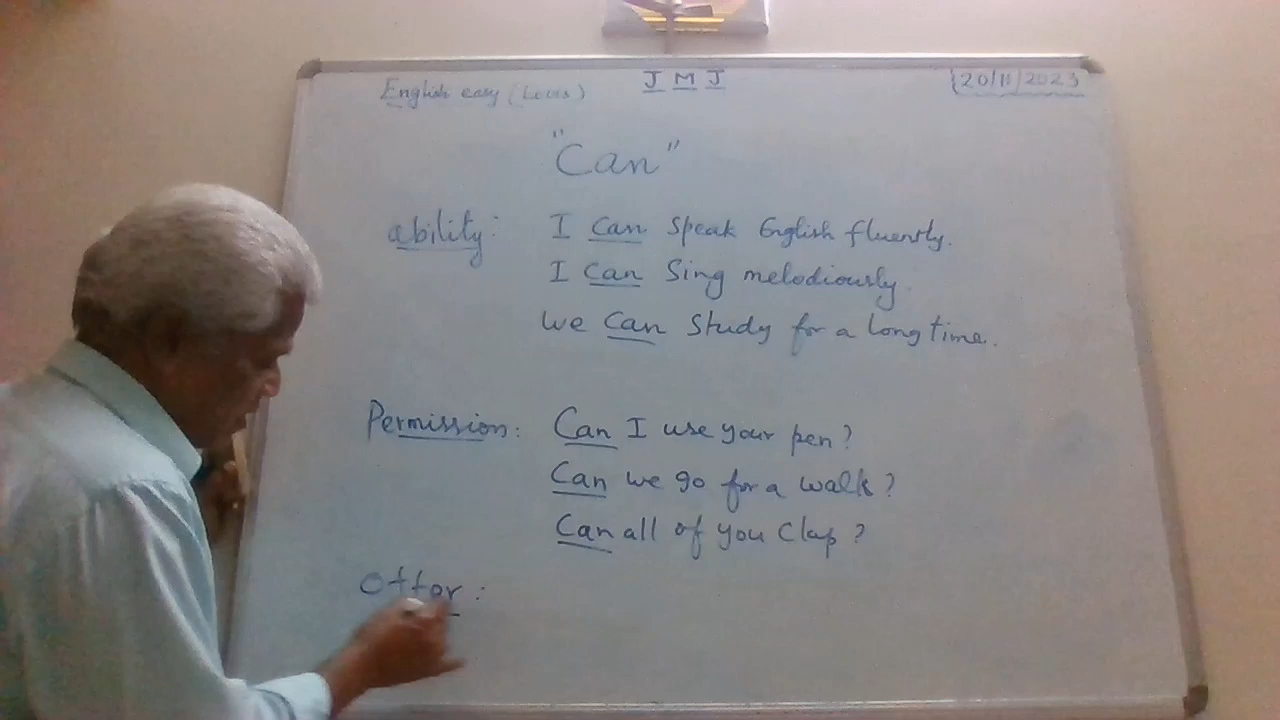 English easy (Louis) J M J 20/11/2023
"Can"
ability: I can speak English fluently.
I can Sing melodiously.
We can study for a long time.
Permission: Can I use your pen?
Can we go for a walk?
Can all of you Clap?
Offer: